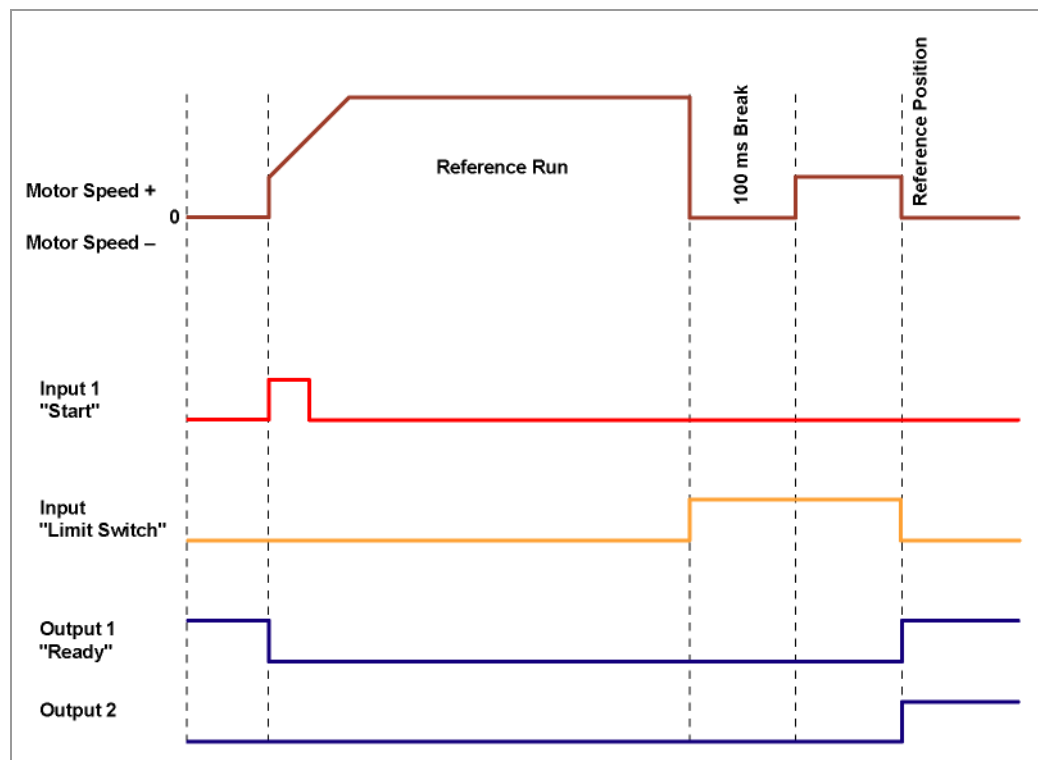 Reference Position
100 ms Break
Reference Run
Motor Speed +
0
Motor Speed –
Input 1
"Start"
Input
"Limit Switch"
Output 1
"Ready"
Output 2